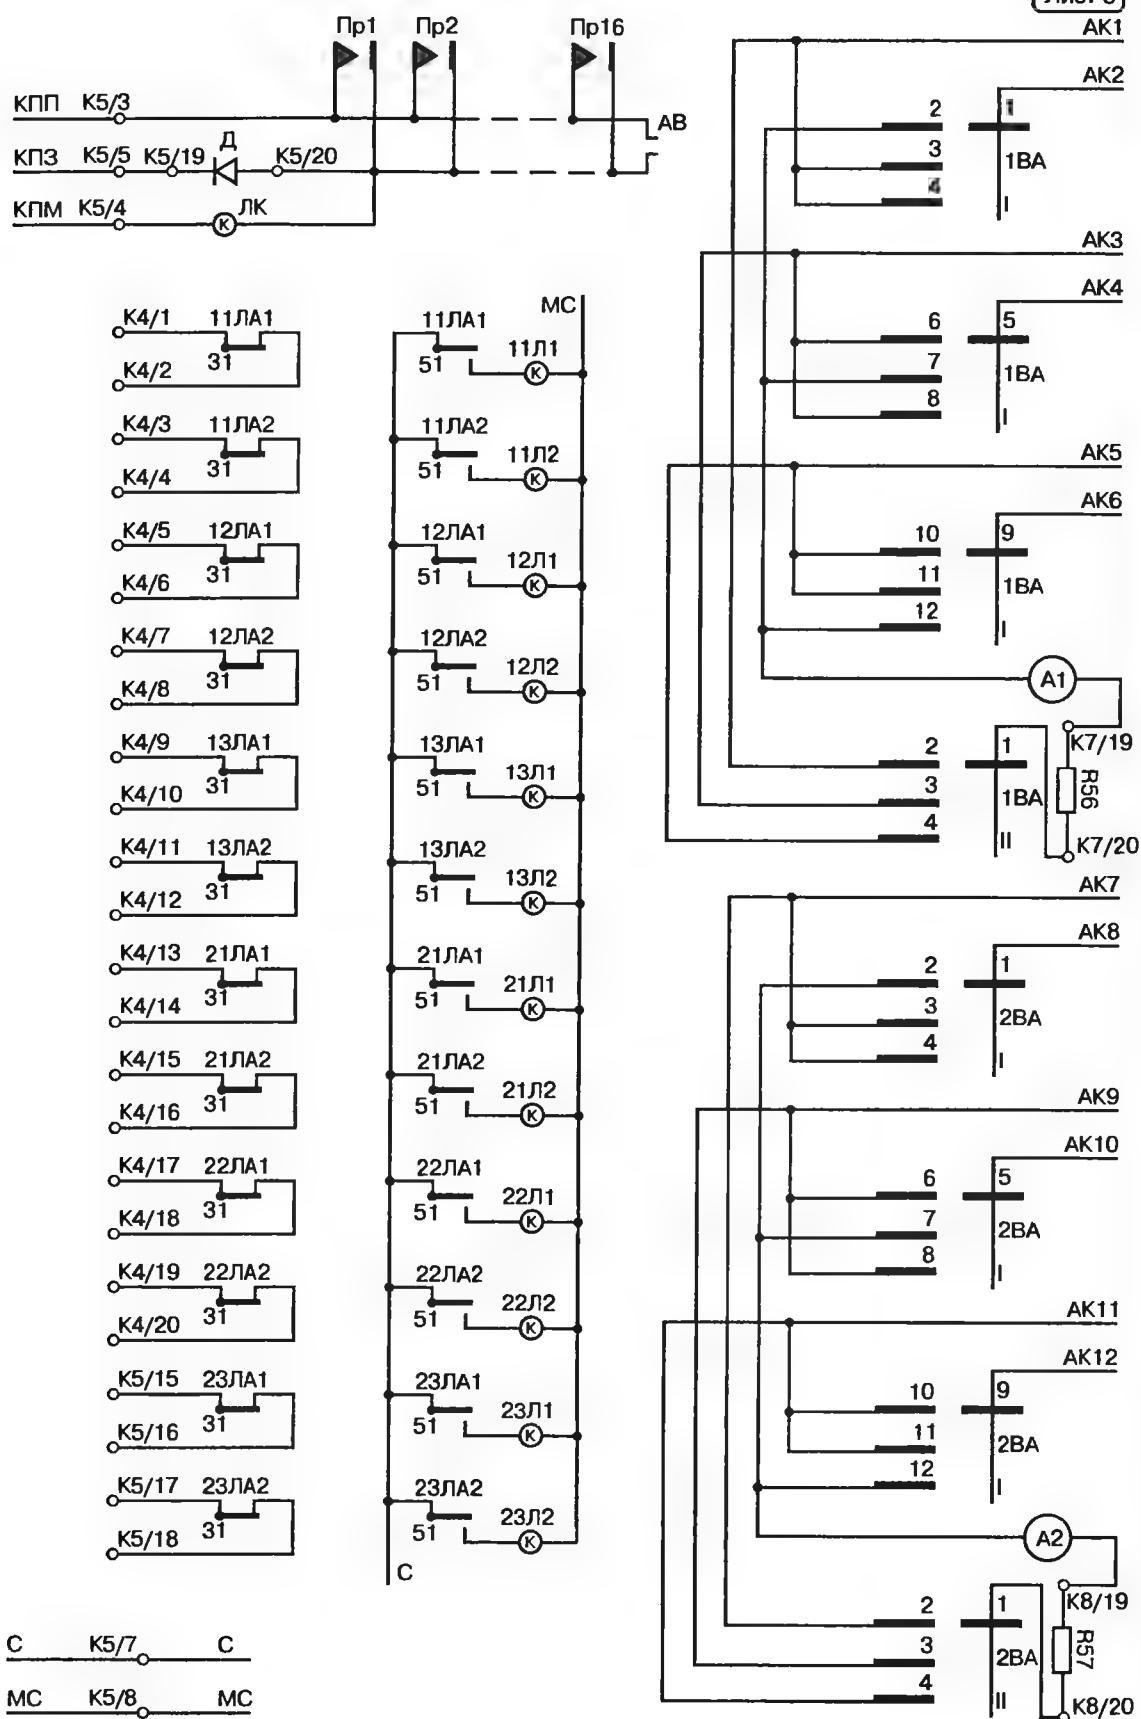 Пр1 Пр2 Пр16
КПП К5/3
АВ
КПЗ К5/5 К5/19 Д К5/20
КПМ К5/4 К ЛК
К4/1 11ЛА1
31
К4/2
К4/3 11ЛА2
31
К4/4
К4/5 12ЛА1
31
К4/6
К4/7 12ЛА2
31
К4/8
К4/9 13ЛА1
31
К4/10
К4/11 13ЛА2
31
К4/12
К4/13 21ЛА1
31
К4/14
К4/15 21ЛА2
31
К4/16
К4/17 22ЛА1
31
К4/18
К4/19 22ЛА2
31
К4/20
К5/15 23ЛА1
31
К5/16
К5/17 23ЛА2
31
К5/18
МС
11ЛА1
51 11Л1 К
11ЛА2
51 11Л2 К
12ЛА1
51 12Л1 К
12ЛА2
51 12Л2 К
13ЛА1
51 13Л1 К
13ЛА2
51 13Л2 К
21ЛА1
51 21Л1 К
21ЛА2
51 21Л2 К
22ЛА1
51 22Л1 К
22ЛА2
51 22Л2 К
23ЛА1
51 23Л1 К
23ЛА2
51 23Л2 К
С
С К5/7 С
МС К5/8 МС
АК1
АК2
2 1
3 1ВА
4 I
АК3
АК4
6 5
7 1ВА
8 I
АК5
АК6
10 9
11 1ВА
12 I
А1
К7/19
2 1
3 1ВА R56
4 II
К7/20
АК7
АК8
2 1
3 2ВА
4 I
АК9
АК10
6 5
7 2ВА
8 I
АК11
АК12
10 9
11 2ВА
12 I
А2
К8/19
2 1
3 2ВА R57
4 II
К8/20